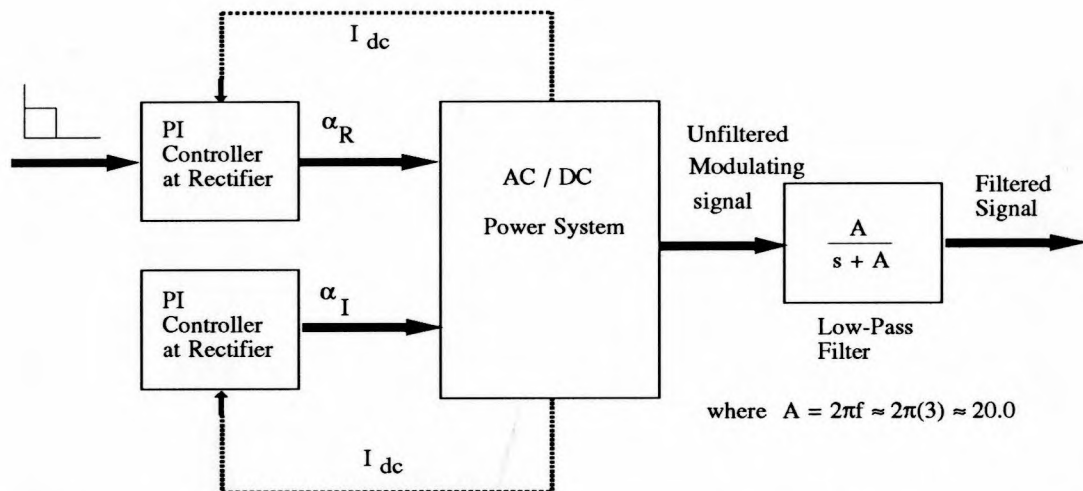 I dc
PI
Controller
at Rectifier
α R
AC / DC
Power System
Unfiltered
Modulating
signal
A
s + A
Filtered
Signal
Low-Pass
Filter
PI
Controller
at Rectifier
α I
where A = 2πf ≈ 2π(3) ≈ 20.0
I dc